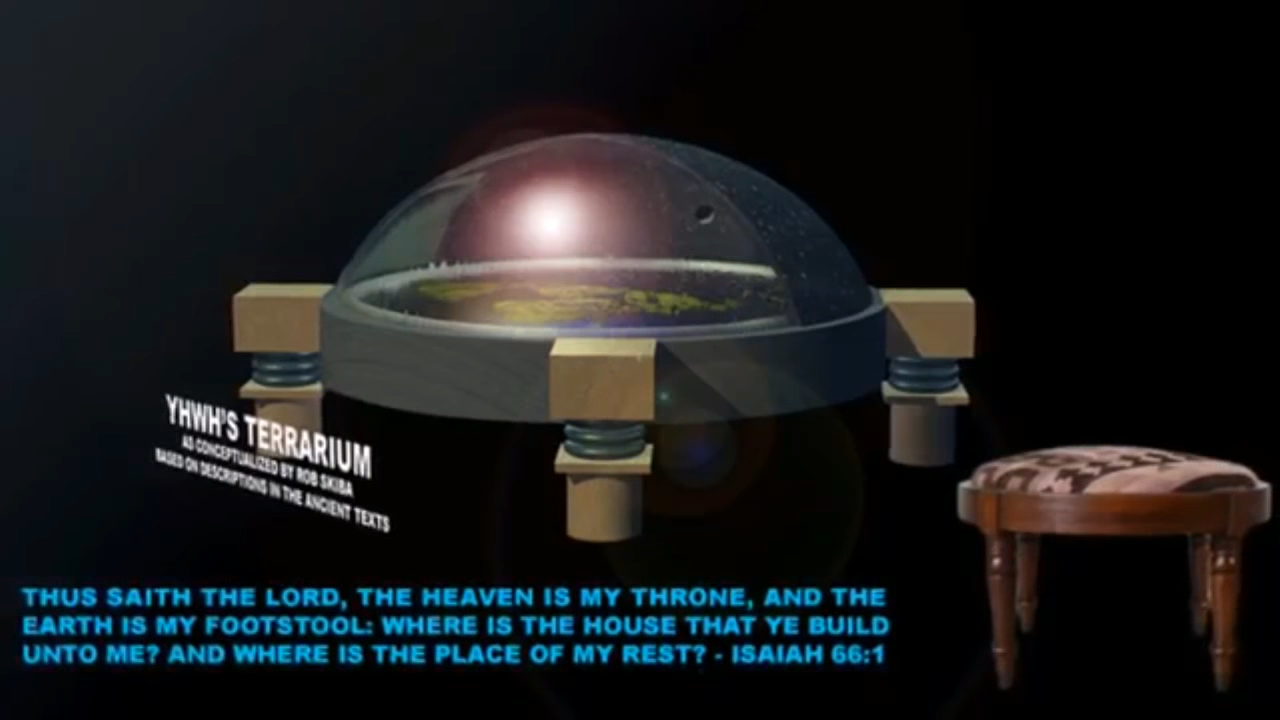 YHWH'S TERRARIUM
AS CONCEPTUALIZED BY ROB SKIBA
BASED ON DESCRIPTIONS IN THE ANCIENT TEXTS
THUS SAITH THE LORD, THE HEAVEN IS MY THRONE, AND THE
EARTH IS MY FOOTSTOOL: WHERE IS THE HOUSE THAT YE BUILD
UNTO ME? AND WHERE IS THE PLACE OF MY REST? - ISAIAH 66:1